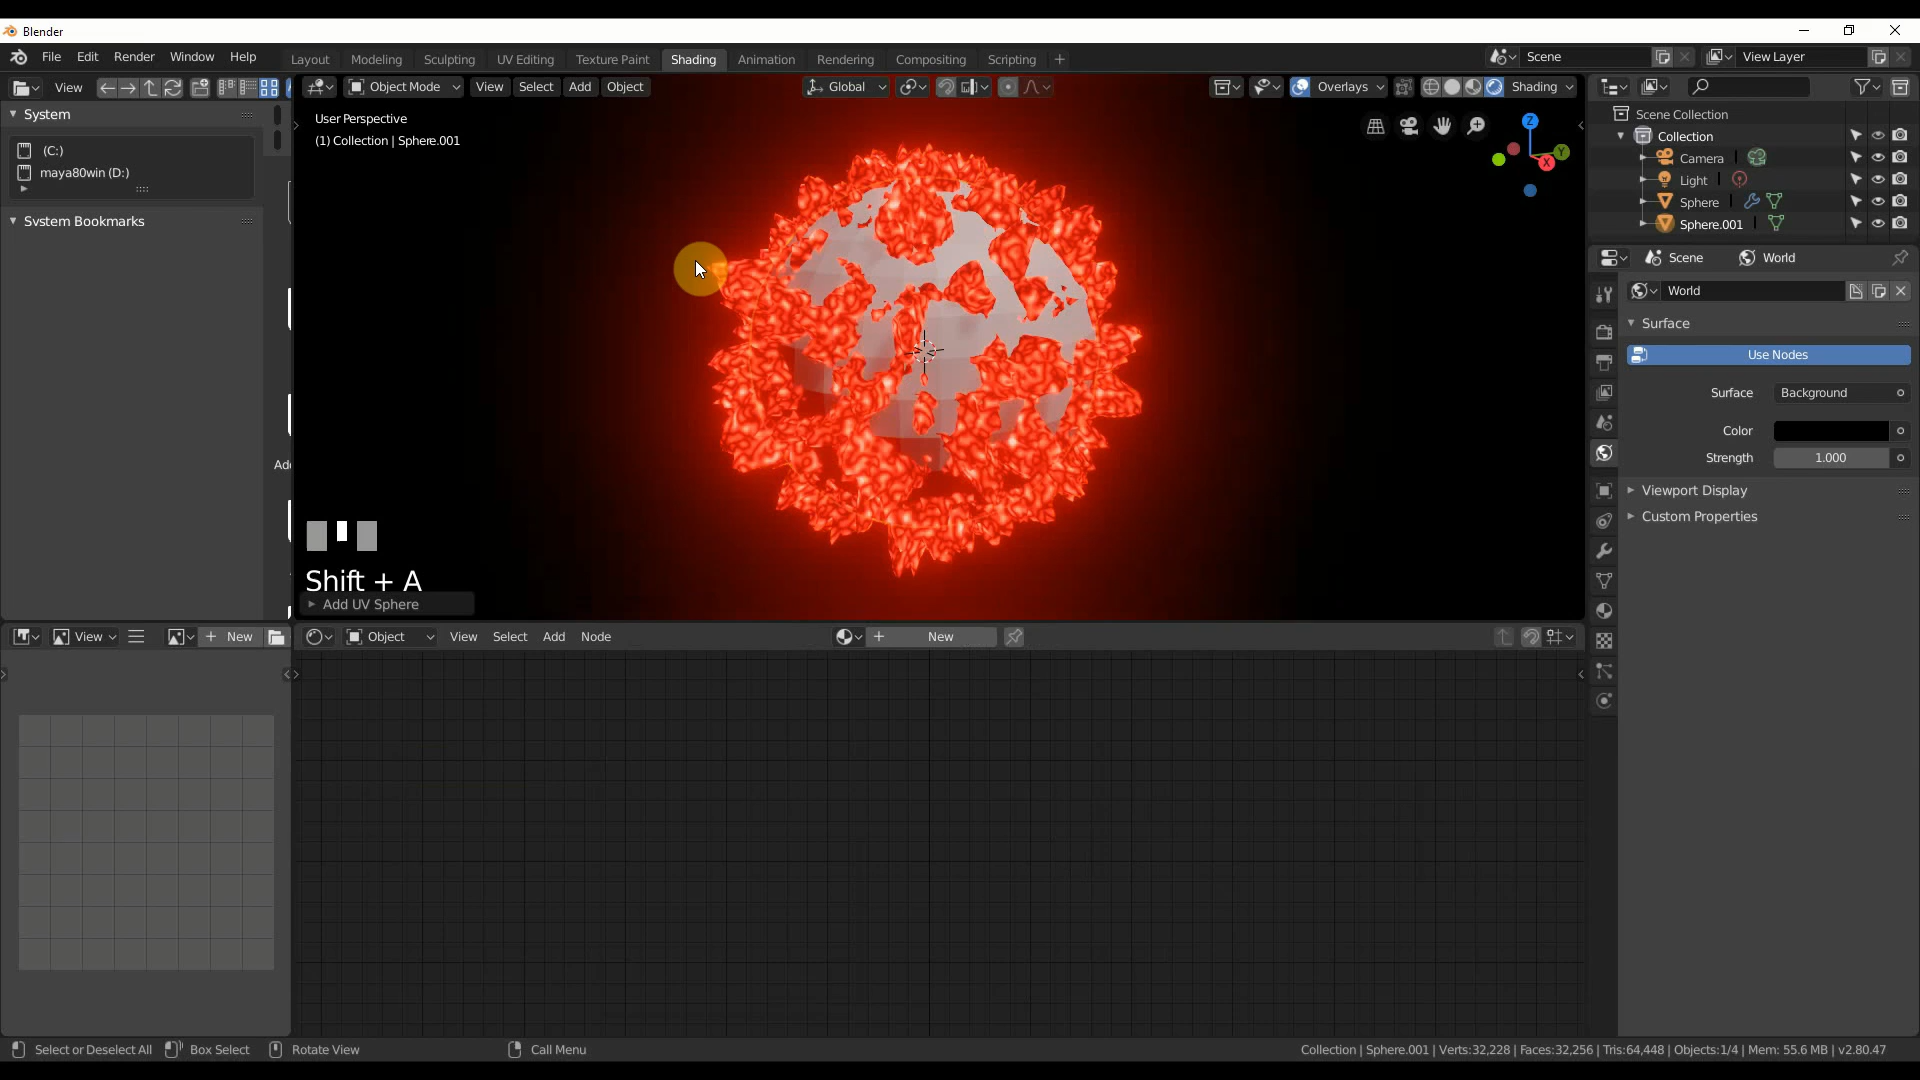 Blender
File Edit Render Window Help
Layout Modeling Sculpting UV Editing Texture Paint Shading Animation Rendering Compositing Scripting +
Scene
View Layer
View
Object Mode View Select Add Object
Global
Overlays
Shading
System
(C:)
maya80win (D:)
System Bookmarks
User Perspective
(1) Collection | Sphere.001
Z
Y
X
Scene Collection
Collection
Camera
Light
Sphere
Sphere.001
Scene World
World
Surface
Use Nodes
Surface Background
Color
Strength 1.000
Viewport Display
Custom Properties
Shift + A
Add UV Sphere
View + New
Object View Select Add Node
+ New
Select or Deselect All Box Select Rotate View Call Menu
Collection | Sphere.001 | Verts:32,228 | Faces:32,256 | Tris:64,448 | Objects:1/4 | Mem: 55.6 MB | v2.80.47